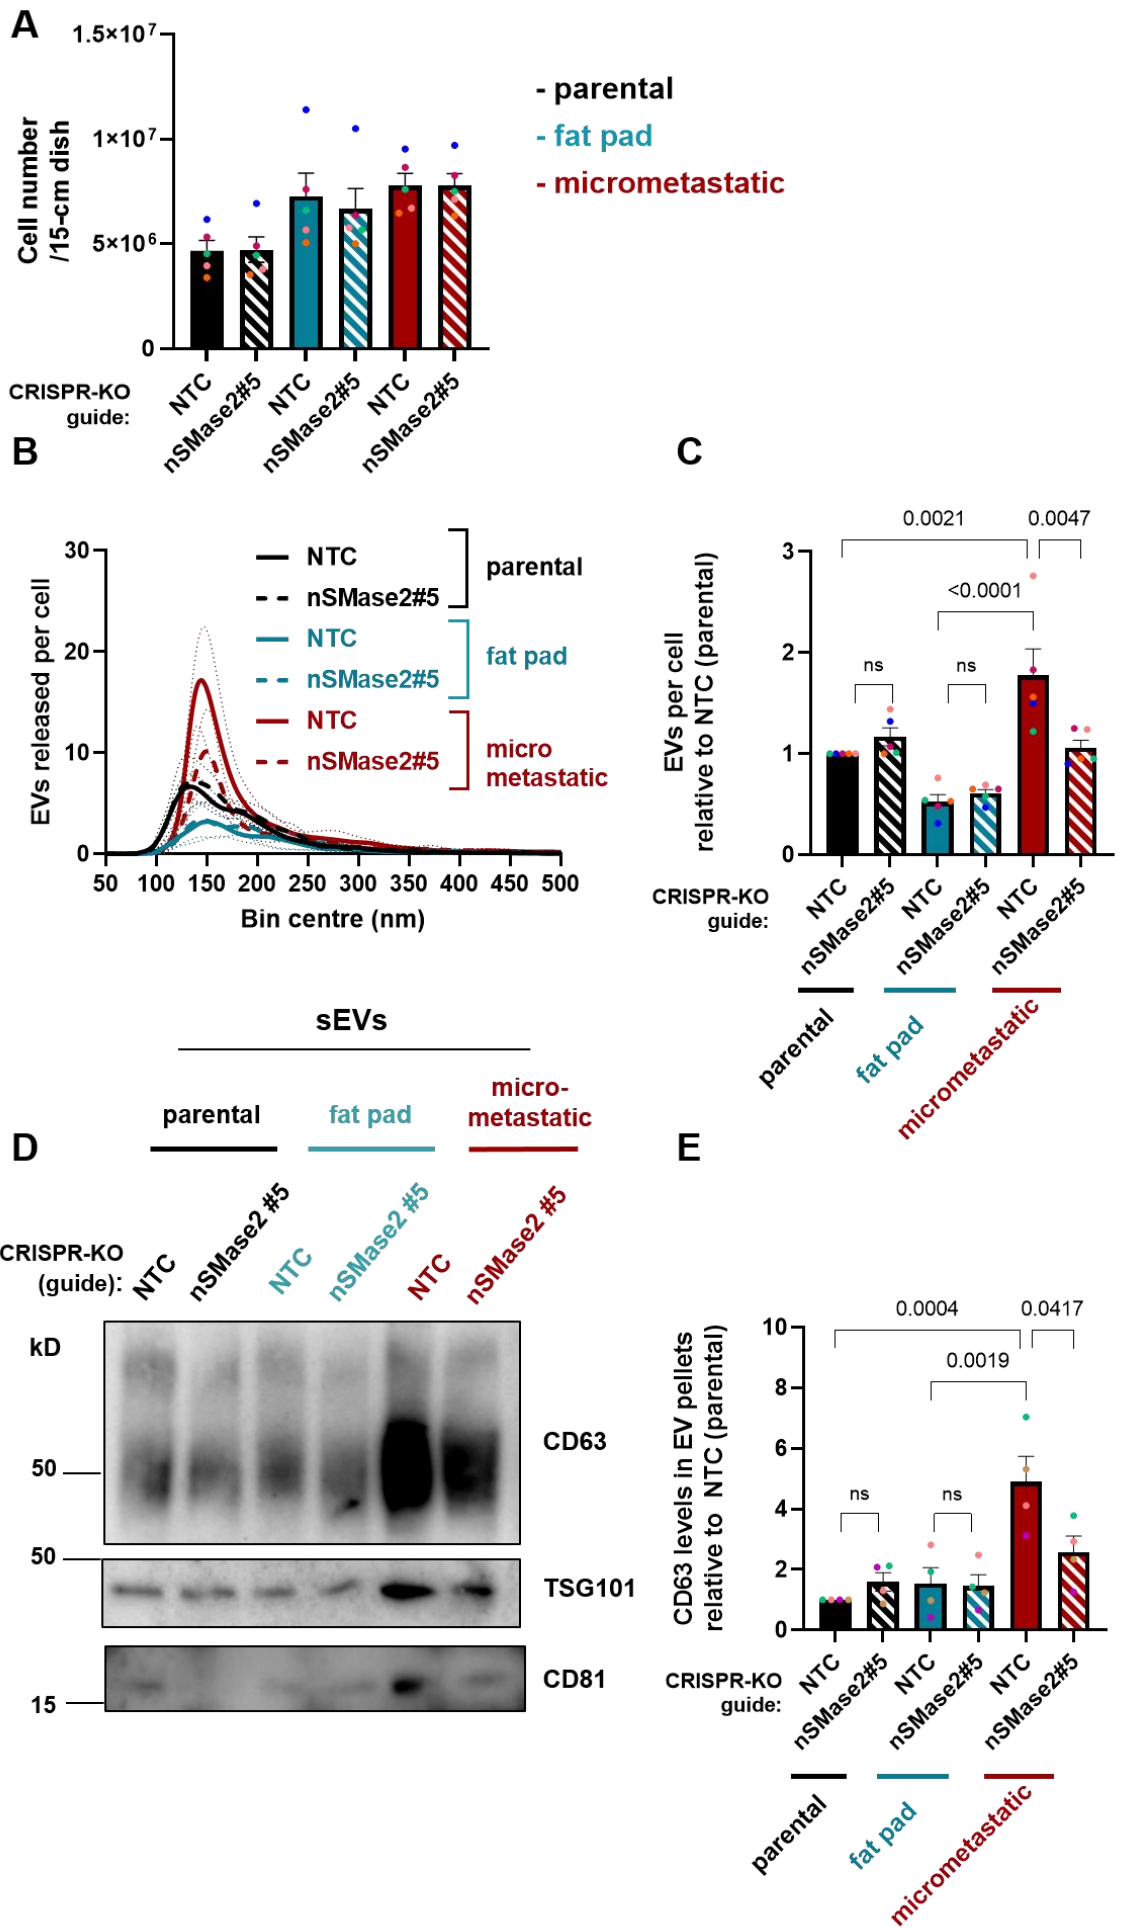 A
1.5×10⁷
1×10⁷
5×10⁶
0
Cell number
/15-cm dish
- parental
- fat pad
- micrometastatic
CRISPR-KO
guide:
NTC
nSMase2#5
NTC
nSMase2#5
NTC
nSMase2#5
B
30
20
10
0
EVs released per cell
NTC
nSMase2#5
parental
NTC
nSMase2#5
fat pad
NTC
nSMase2#5
micro
metastatic
50 100 150 200 250 300 350 400 450 500
Bin centre (nm)
C
0.0021
0.0047
<0.0001
ns
ns
3
2
1
0
EVs per cell
relative to NTC (parental)
CRISPR-KO
guide:
NTC
nSMase2#5
NTC
nSMase2#5
NTC
nSMase2#5
parental
fat pad
micrometastatic
D
sEVs
parental
fat pad
micro-
metastatic
CRISPR-KO
(guide):
NTC
nSMase2 #5
NTC
nSMase2 #5
NTC
nSMase2 #5
kD
50
CD63
50
TSG101
CD81
15
E
0.0004
0.0417
0.0019
ns
ns
10
8
6
4
2
0
CD63 levels in EV pellets
relative to NTC (parental)
CRISPR-KO
guide:
NTC
nSMase2#5
NTC
nSMase2#5
NTC
nSMase2#5
parental
fat pad
micrometastatic